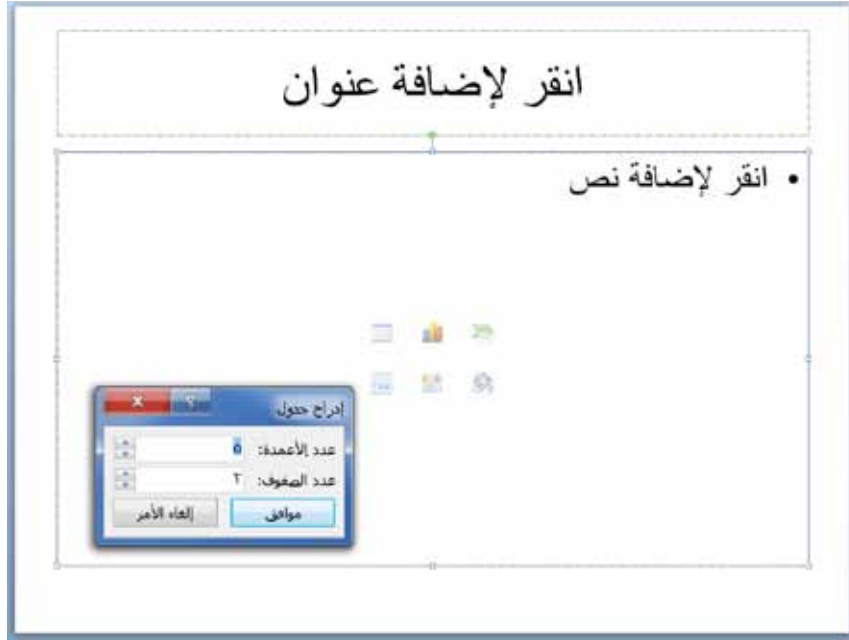 انقر لإضافة عنوان
• انقر لإضافة نص
إدراج جدول
عدد الأعمدة: ٥
عدد الصفوف: ٢
موافق
إلغاء الأمر